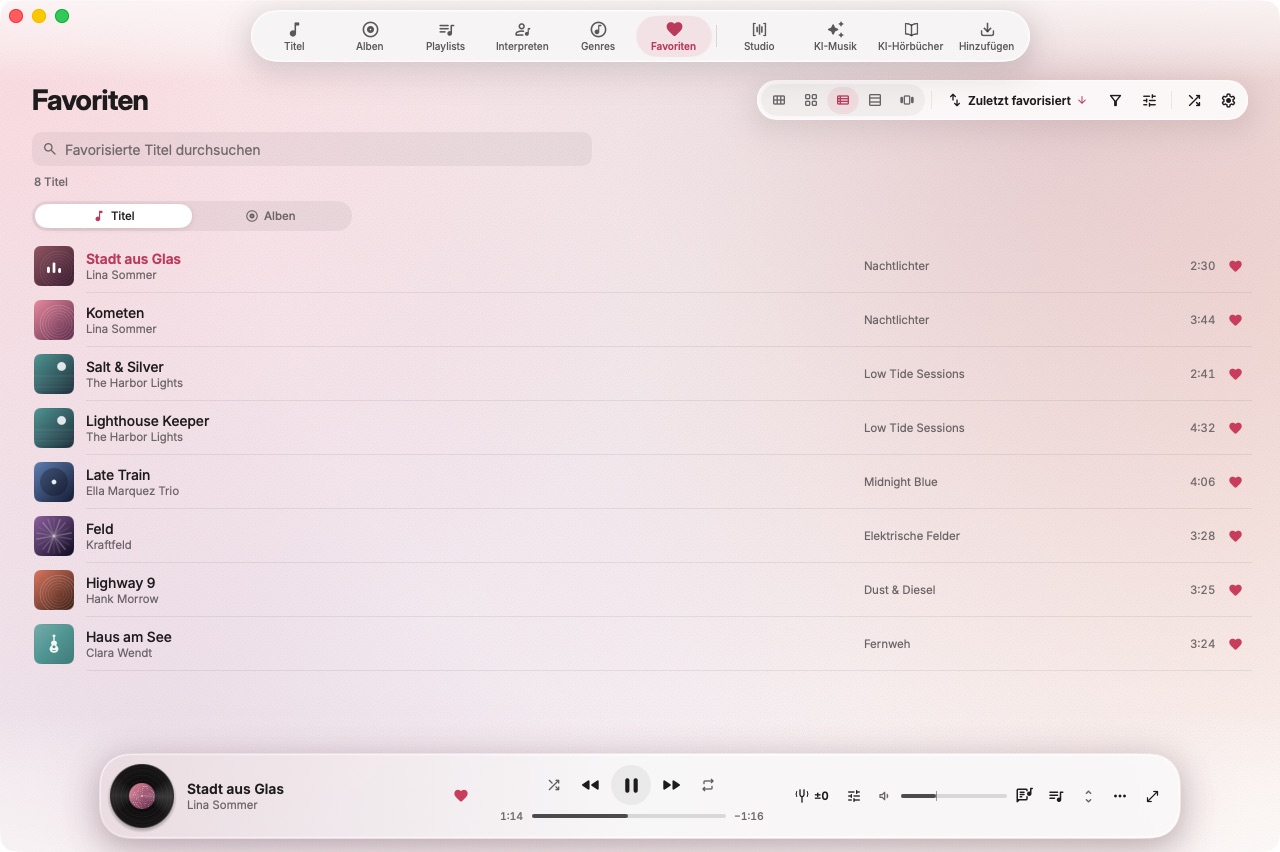 Titel
Alben
Playlists
Interpreten
Genres
Favoriten
Studio
KI-Musik
KI-Hörbücher
Hinzufügen
Favoriten
Zuletzt favorisiert
Favorisierte Titel durchsuchen
8 Titel
Titel
Alben
Stadt aus Glas
Lina Sommer
Nachtlichter
2:30
Kometen
Lina Sommer
Nachtlichter
3:44
Salt & Silver
The Harbor Lights
Low Tide Sessions
2:41
Lighthouse Keeper
The Harbor Lights
Low Tide Sessions
4:32
Late Train
Ella Marquez Trio
Midnight Blue
4:06
Feld
Kraftfeld
Elektrische Felder
3:28
Highway 9
Hank Morrow
Dust & Diesel
3:25
Haus am See
Clara Wendt
Fernweh
3:24
Stadt aus Glas
Lina Sommer
1:14
−1:16
±0